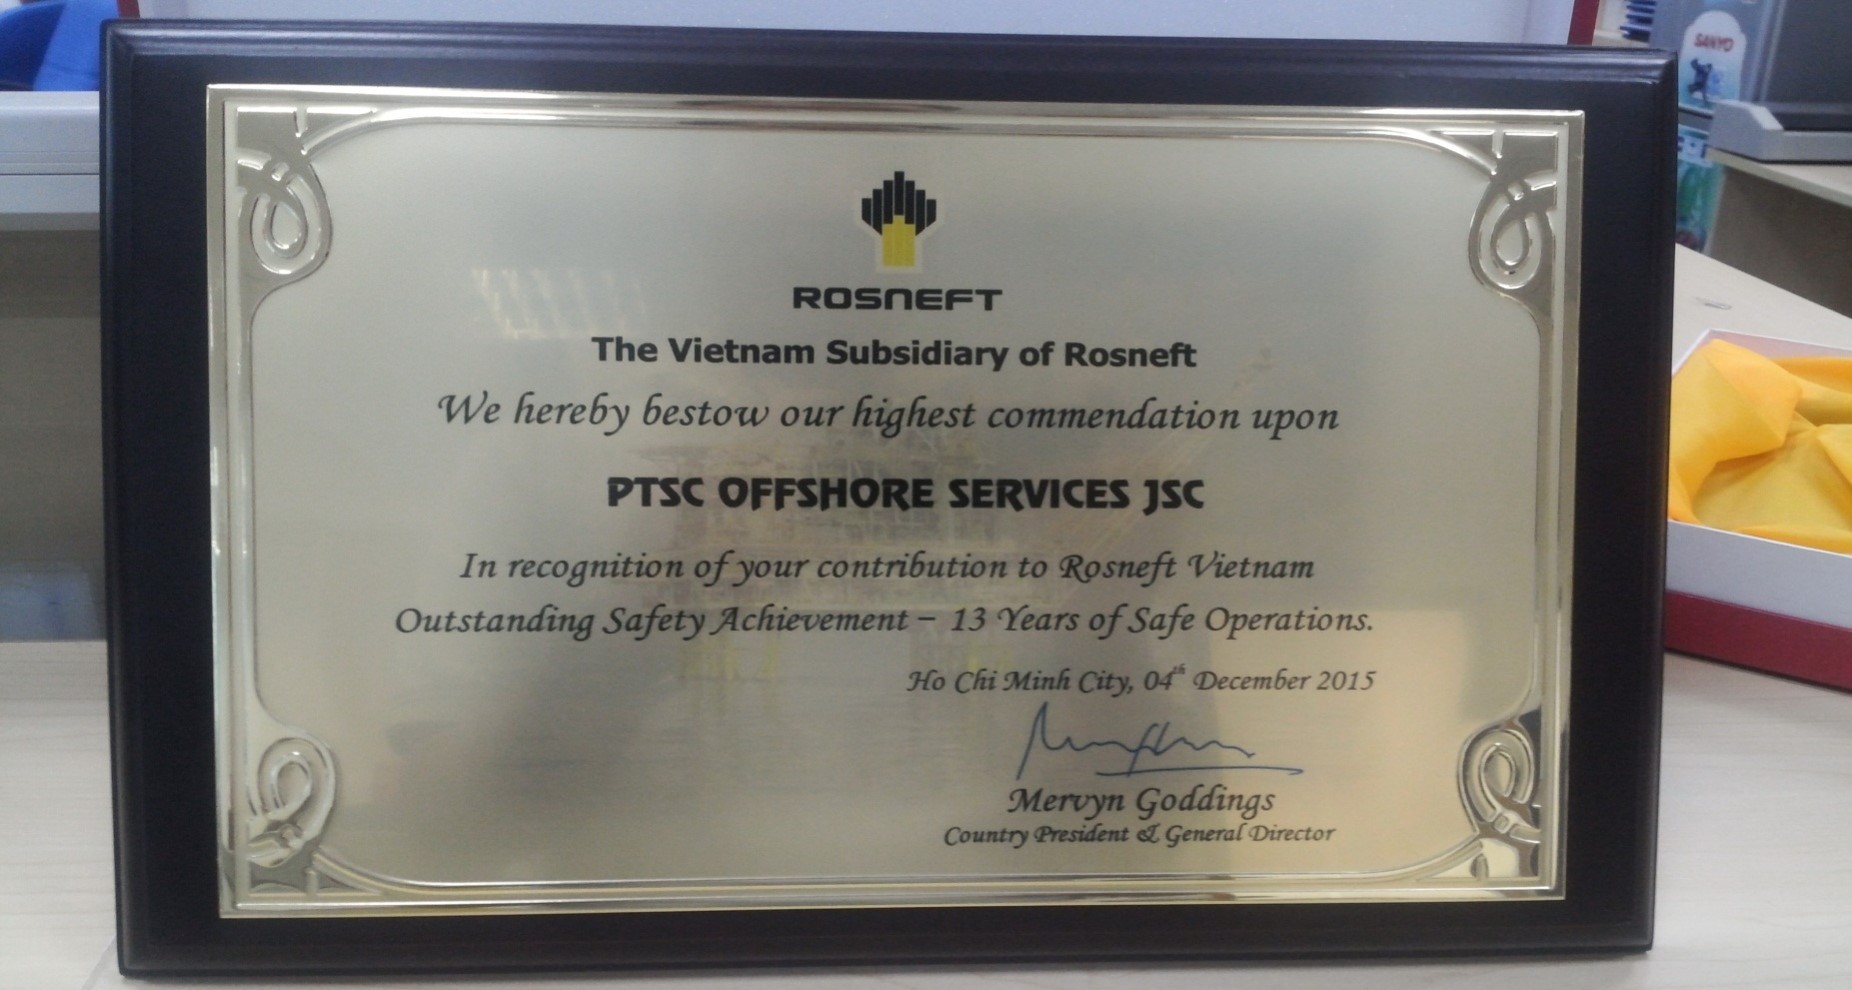 ROSNEFT
The Vietnam Subsidiary of Rosneft
We hereby bestow our highest commendation upon
PTSC OFFSHORE SERVICES JSC
In recognition of your contribution to Rosneft Vietnam
Outstanding Safety Achievement – 13 Years of Safe Operations.
Ho Chi Minh City, 04th December 2015
Mervyn Goddings
Country President & General Director
SANYO